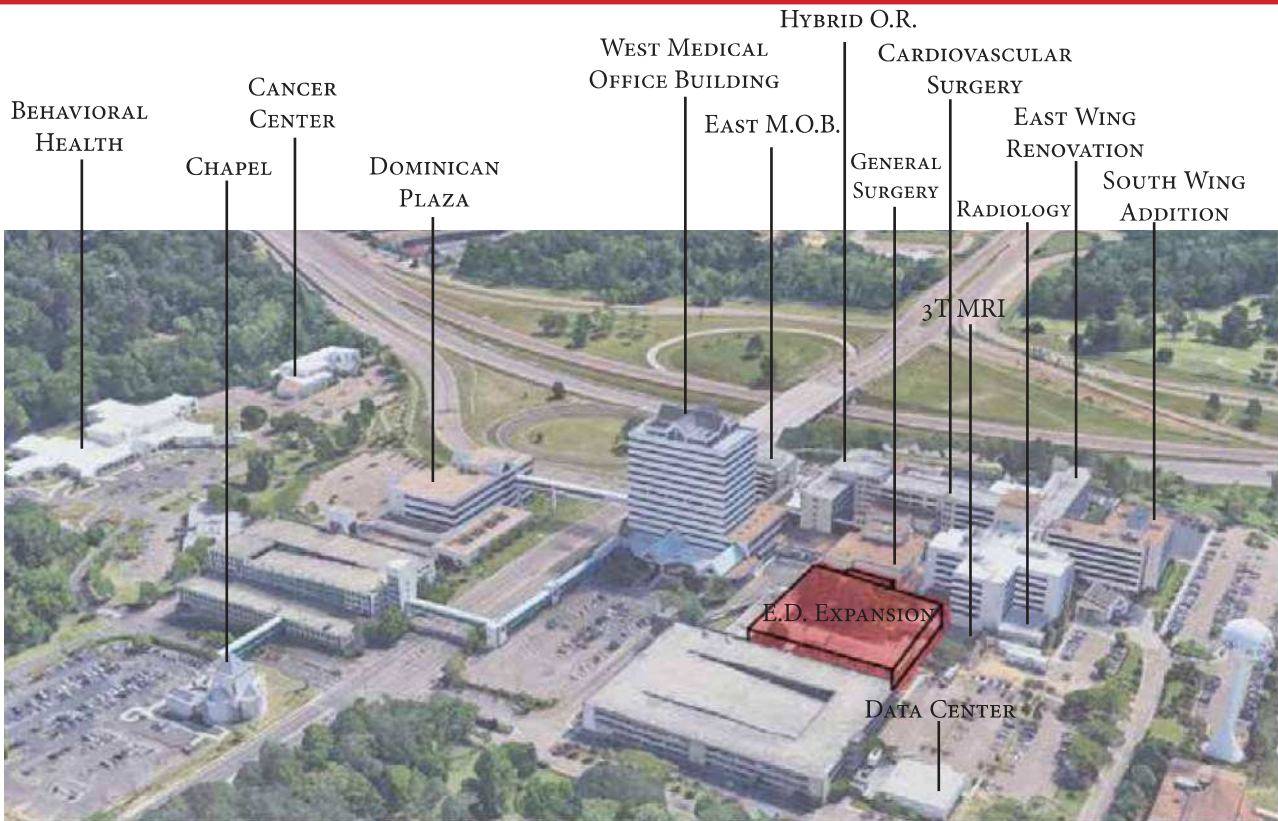 HYBRID O.R.
WEST MEDICAL
OFFICE BUILDING
CARDIOVASCULAR
SURGERY
CANCER
CENTER
BEHAVIORAL
HEALTH
EAST M.O.B.
EAST WING
RENOVATION
CHAPEL
DOMINICAN
PLAZA
GENERAL
SURGERY
SOUTH WING
ADDITION
RADIOLOGY
3T MRI
E.D. EXPANSION
DATA CENTER